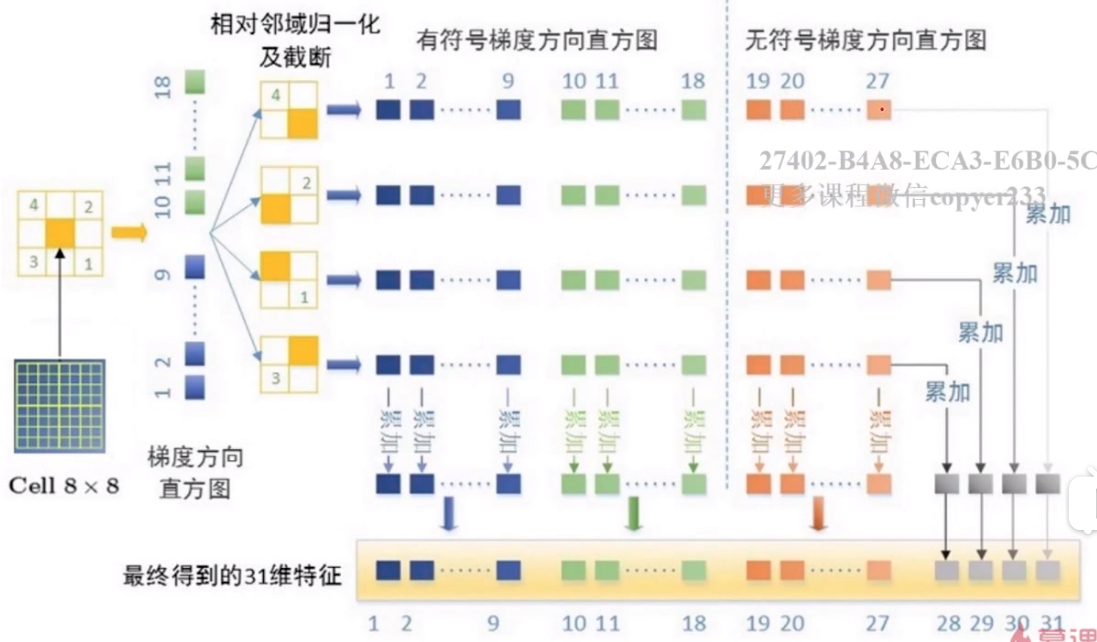 相对邻域归一化
及截断
有符号梯度方向直方图
无符号梯度方向直方图
18
11
10
9
2
1
4
2
1
3
1 2 9 10 11 18 19 20 27
4 2
3 1
27402-B4A8-ECA3-E6B0-5C
更多课程微信copyer233
累加
累加
累加
累加
累加 累加 累加 累加 累加 累加 累加 累加 累加
Cell 8 × 8
梯度方向
直方图
最终得到的31维特征
1 2 9 10 11 18 19 20 27 28 29 30 31